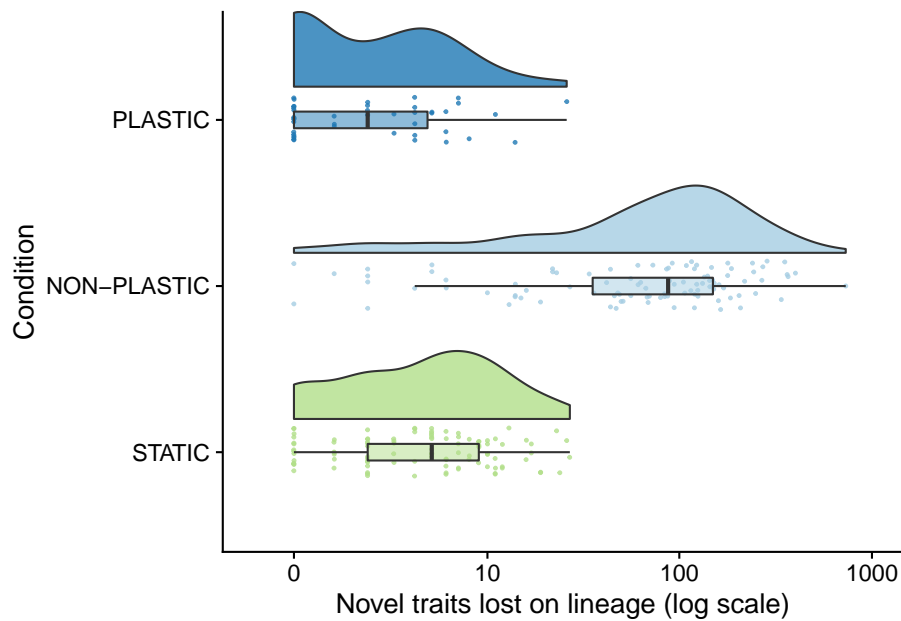 Condition
PLASTIC
NON−PLASTIC
STATIC
0 10 100 1000
Novel traits lost on lineage (log scale)